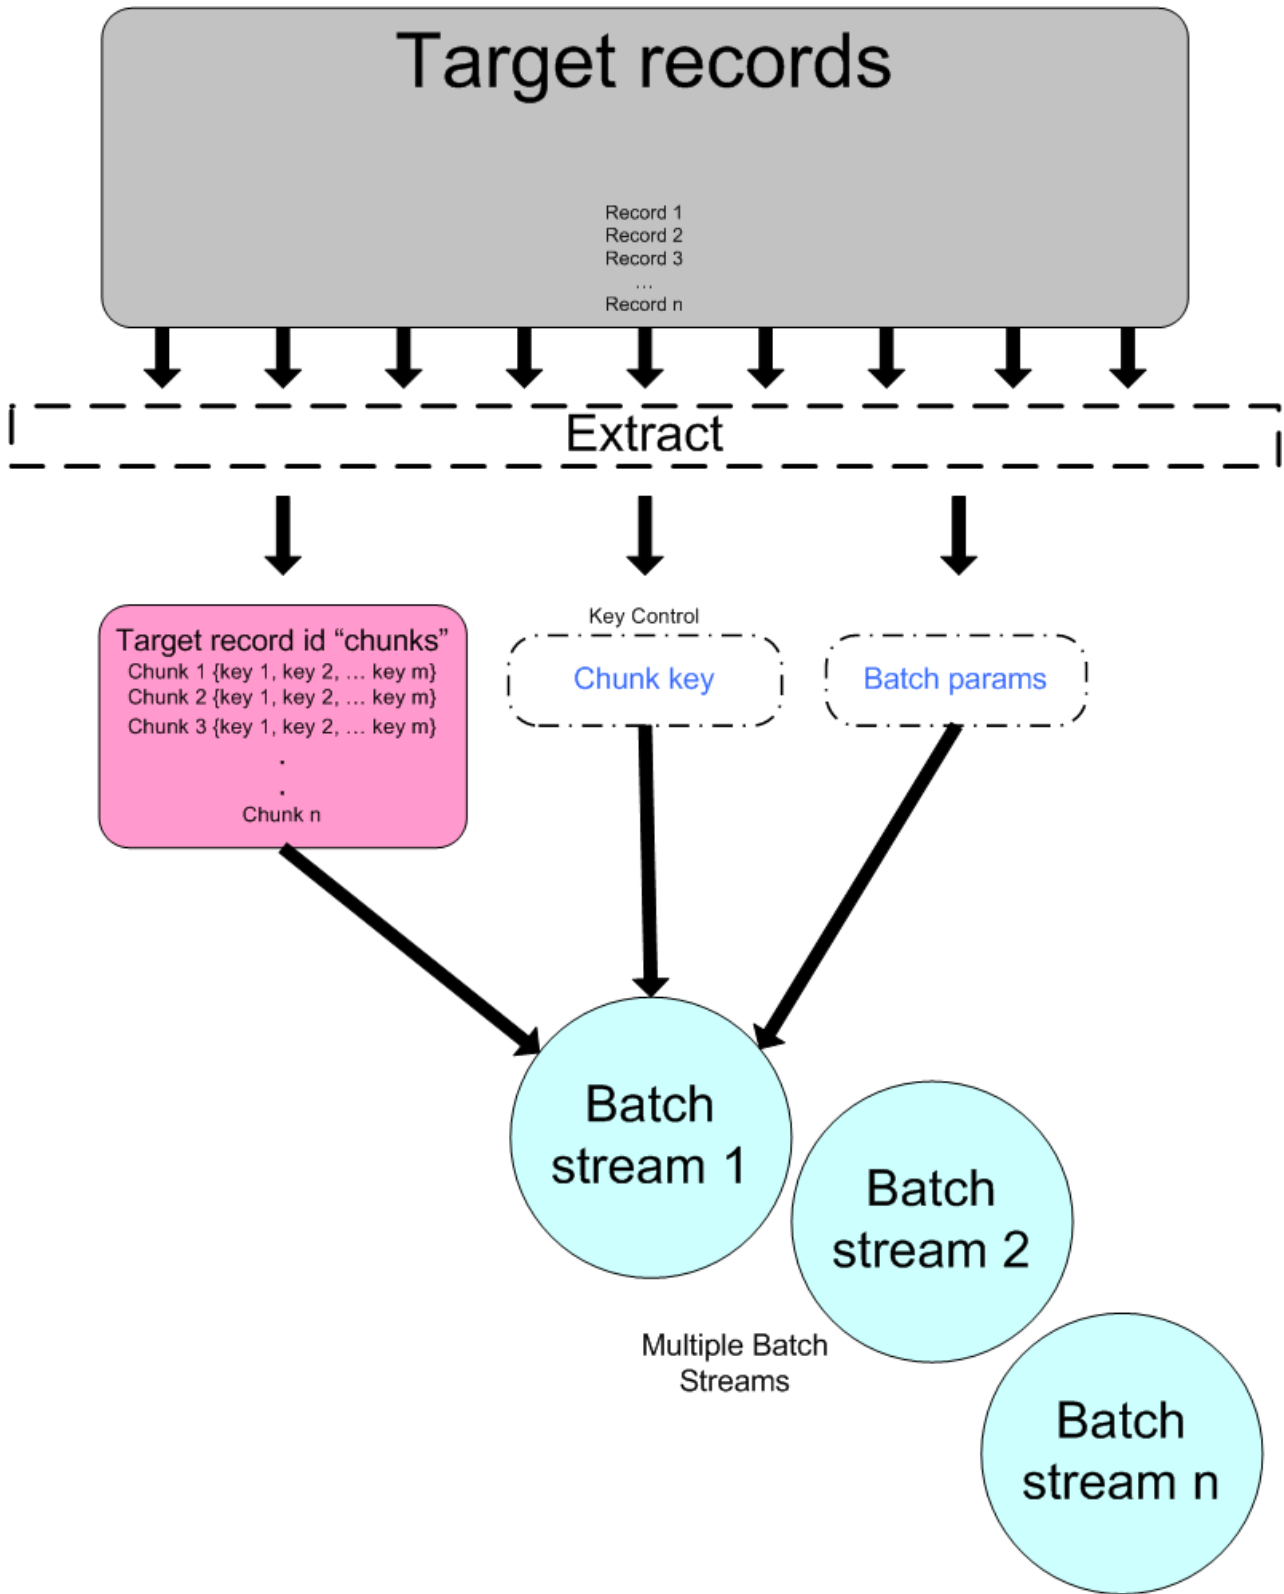 Target records
Record 1
Record 2
Record 3
...
Record n
Extract
Target record id “chunks”
Chunk 1 {key 1, key 2, ... key m}
Chunk 2 {key 1, key 2, ... key m}
Chunk 3 {key 1, key 2, ... key m}
.
.
Chunk n
Key Control
Chunk key
Batch params
Batch
stream 1
Batch
stream 2
Multiple Batch
Streams
Batch
stream n